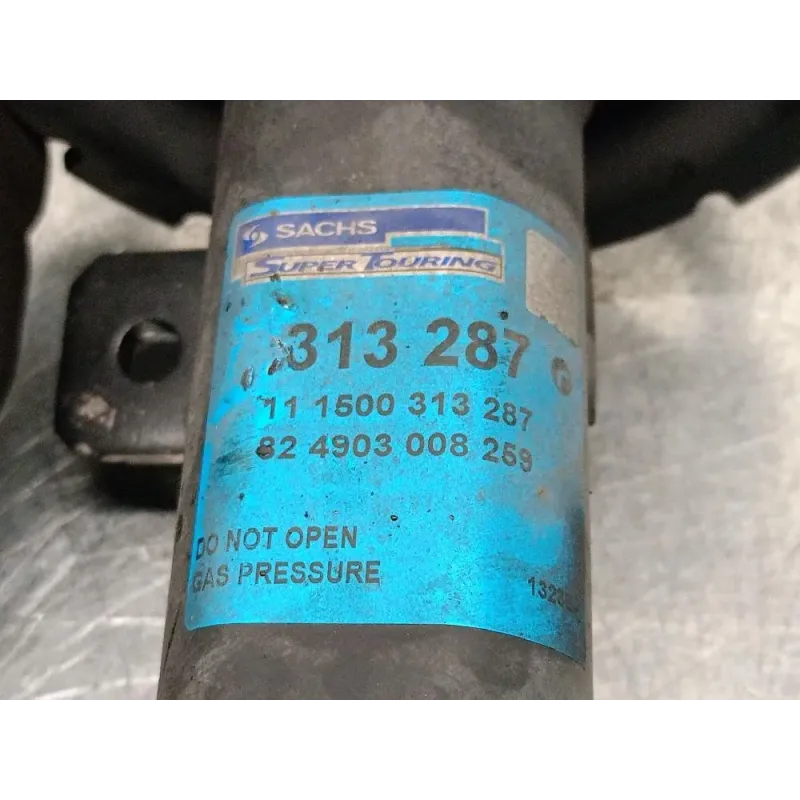 SACHS
SUPER TOURING
313 287
11 1500 313 287
82 4903 008 259
DO NOT OPEN
GAS PRESSURE